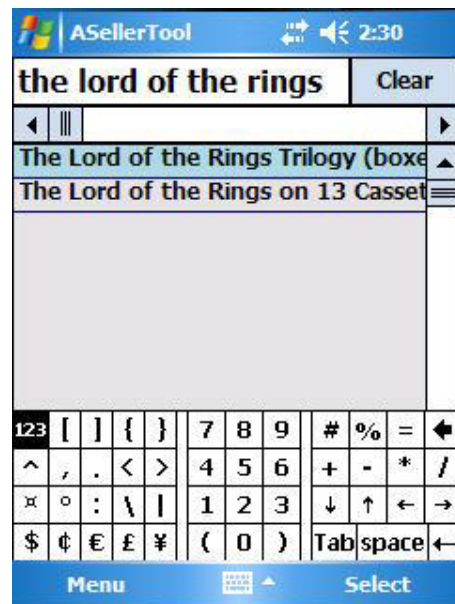 ASellerTool 2:30
the lord of the rings Clear
The Lord of the Rings Trilogy (boxe
The Lord of the Rings on 13 Casset
123 [ ] { } 7 8 9 # % = ←
^ , . < > 4 5 6 + - * /
¤ ° : \ | 1 2 3 ↓ ↑ ← →
$ ¢ € £ ¥ ( 0 ) Tab space ←
Menu Select